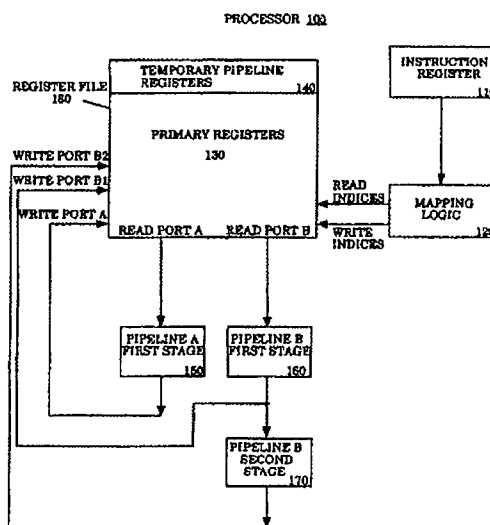 PROCESSOR 100
TEMPORARY PIPELINE
REGISTERS
140
INSTRUCTION
REGISTER
REGISTER FILE
PRIMARY REGISTERS
130
WRITE PORT B2
WRITE PORT B1
WRITE PORT A
READ
INDICES
MAPPING
LOGIC
WRITE
INDICES
READ PORT A
READ PORT B
PIPELINE A
FIRST STAGE
PIPELINE B
FIRST STAGE
160
PIPELINE B
SECOND
STAGE
170